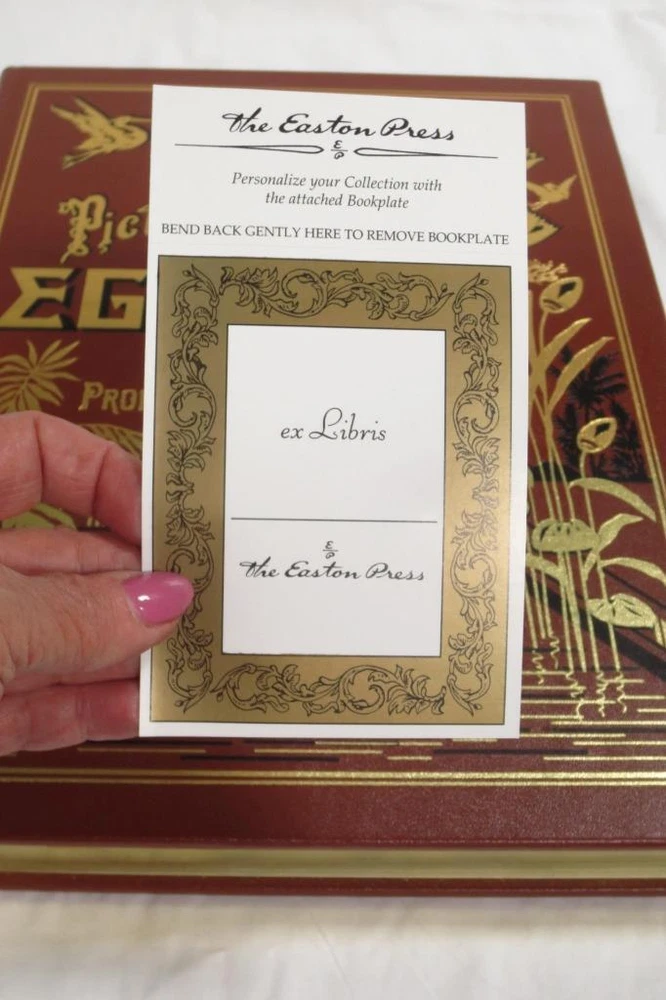 The Easton Press
E
P
Personalize your Collection with
the attached Bookplate
BEND BACK GENTLY HERE TO REMOVE BOOKPLATE
ex Libris
E
P
The Easton Press